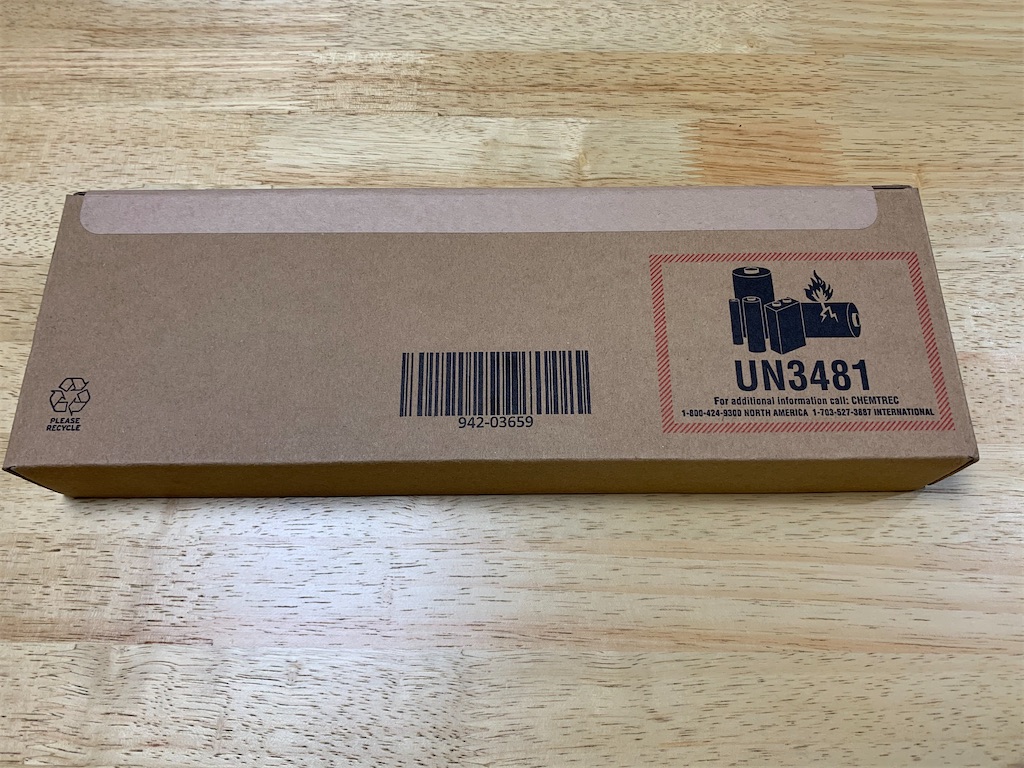 PLEASE
RECYCLE
942-03659
UN3481
For additional information call: CHEMTREC
1-800-424-9300 NORTH AMERICA 1-703-527-3887 INTERNATIONAL